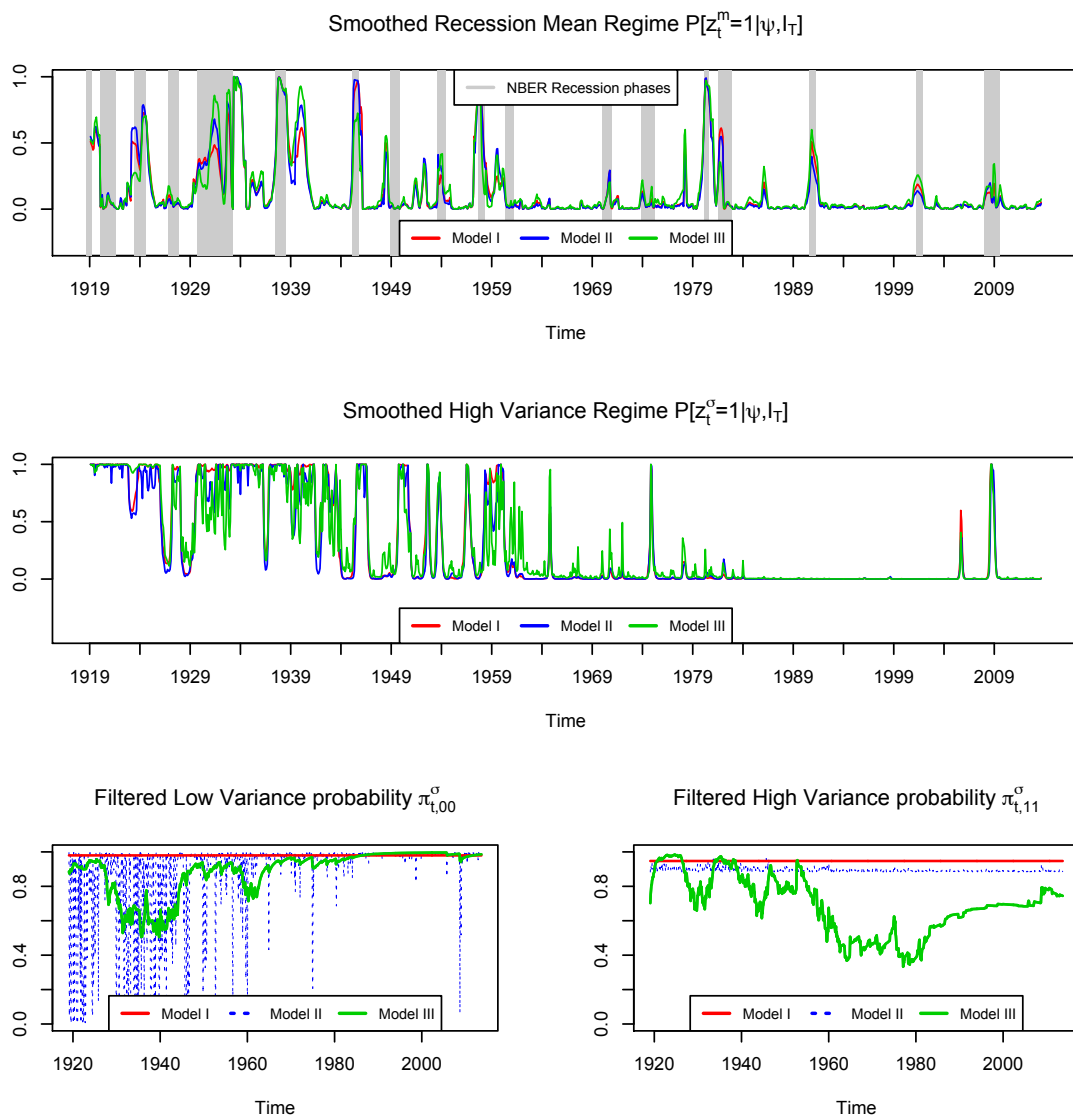 Smoothed Recession Mean Regime P[z_t^m=1|ψ,I_T]
NBER Recession phases
0.0 0.5 1.0
Model I Model II Model III
1919 1929 1939 1949 1959 1969 1979 1989 1999 2009
Time
Smoothed High Variance Regime P[z_t^σ=1|ψ,I_T]
0.0 0.5 1.0
Model I Model II Model III
1919 1929 1939 1949 1959 1969 1979 1989 1999 2009
Time
Filtered Low Variance probability π_{t,00}^σ
0.0 0.4 0.8
Model I Model II Model III
1920 1940 1960 1980 2000
Time
Filtered High Variance probability π_{t,11}^σ
0.0 0.4 0.8
Model I Model II Model III
1920 1940 1960 1980 2000
Time